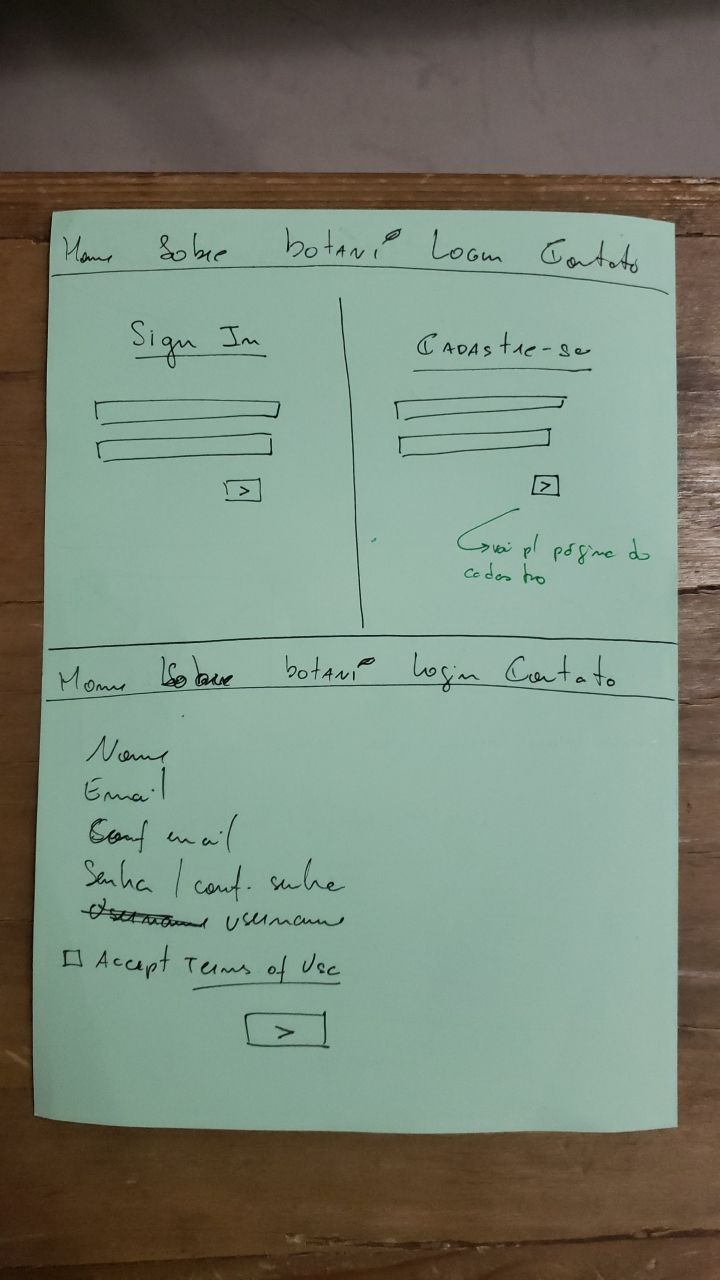 Home Sobre botANi Login Contato
Sign In
CADAStre-se
>
>
vai p/ página de
cadastro
Home Sobre botANi Login Contato
Nome
Email
Conf email
Senha / conf. senha
Username username
Accept Terms of Use
>